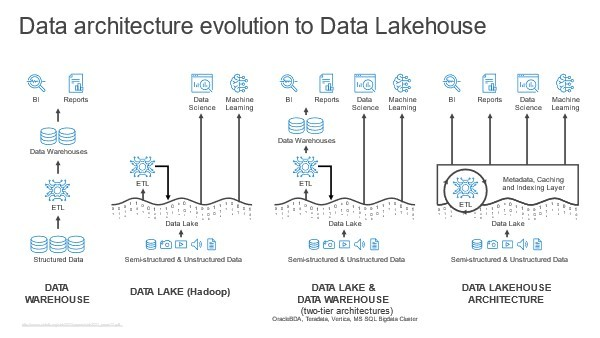 Data architecture evolution to Data Lakehouse
BI
Reports
Data Warehouses
ETL
Structured Data
DATA
WAREHOUSE
Data
Science
Machine
Learning
ETL
Data Lake
Semi-structured & Unstructured Data
DATA LAKE (Hadoop)
BI
Reports
Data
Science
Machine
Learning
Data Warehouses
ETL
Data Lake
Semi-structured & Unstructured Data
DATA LAKE &
DATA WAREHOUSE
(two-tier architectures)
OracleBDA, Teradata, Vertica, MS SQL Bigdata Cluster
BI
Reports
Data
Science
Machine
Learning
Metadata, Caching
and Indexing Layer
ETL
Data Lake
Semi-structured & Unstructured Data
DATA LAKEHOUSE
ARCHITECTURE